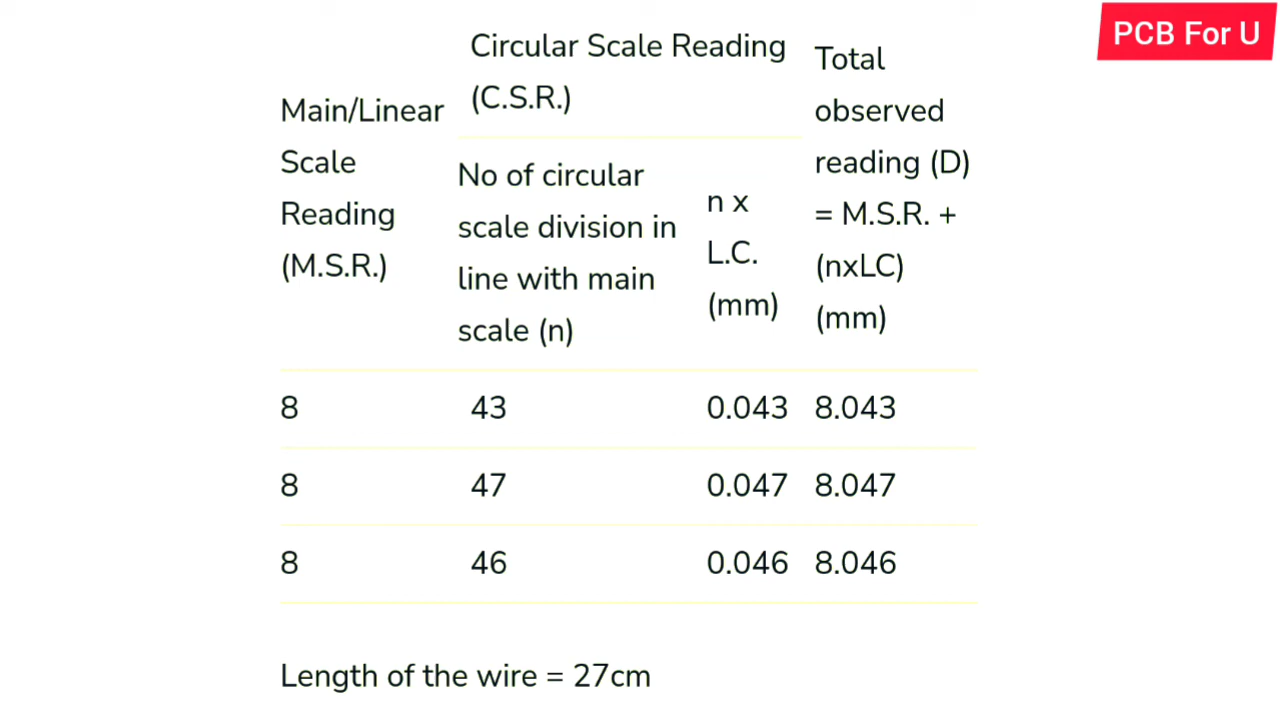 PCB For U
Main/Linear
Scale
Reading
(M.S.R.)
Circular Scale Reading
(C.S.R.)
No of circular
scale division in
line with main
scale (n)
n x
L.C.
(mm)
Total
observed
reading (D)
= M.S.R. +
(nxLC)
(mm)
8 43 0.043 8.043
8 47 0.047 8.047
8 46 0.046 8.046
Length of the wire = 27cm